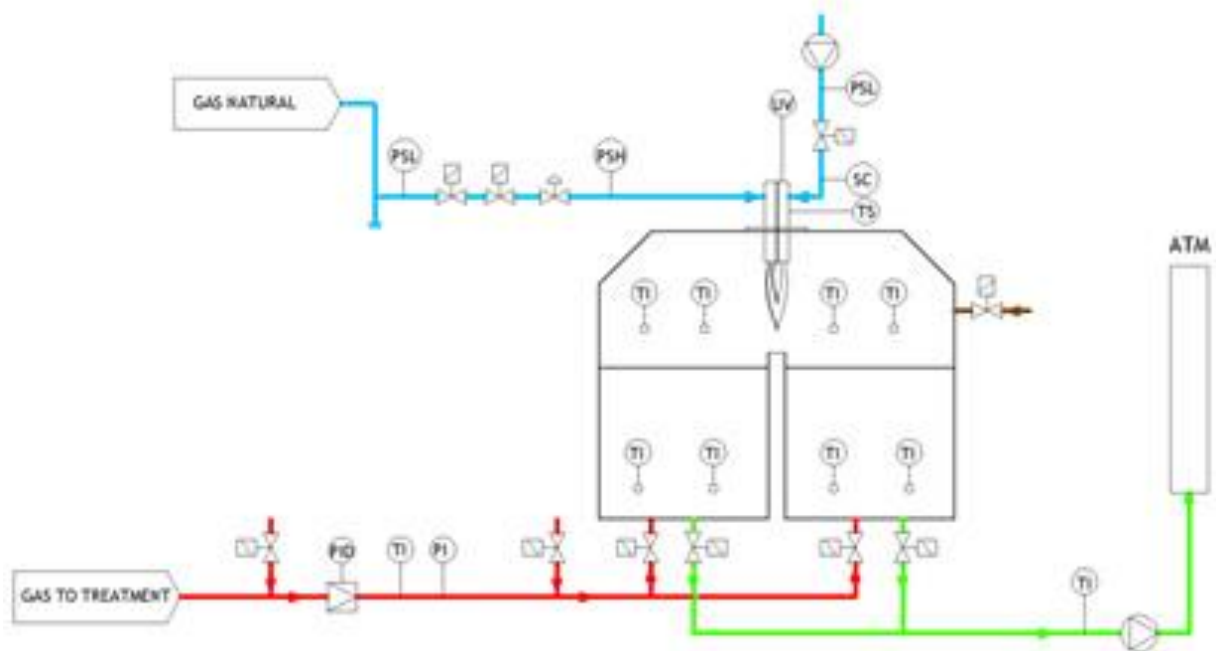 GAS NATURAL
PSL
UV
PSL
PSH
SC
TS
ATM
TI
TI
TI
TI
TI
TI
TI
TI
PID
TI
PI
GAS TO TREATMENT
TI